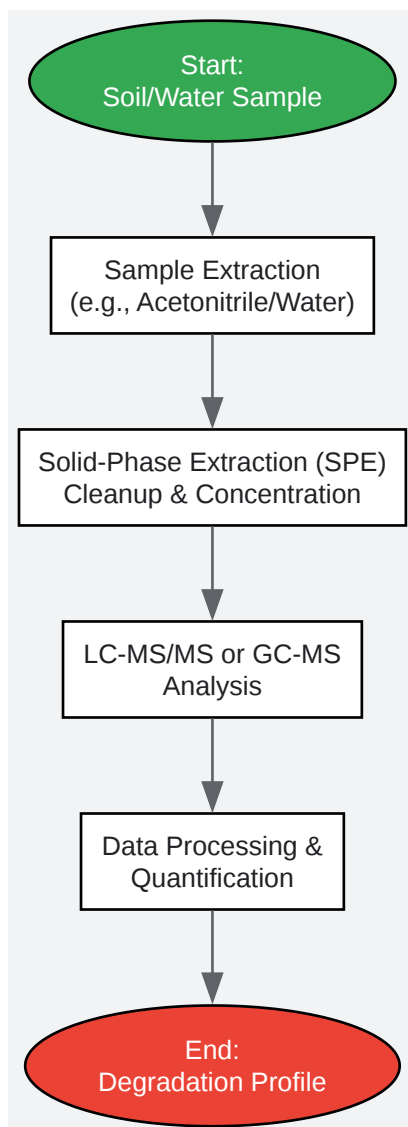 Start:
Soil/Water Sample
Sample Extraction
(e.g., Acetonitrile/Water)
Solid-Phase Extraction (SPE)
Cleanup & Concentration
LC-MS/MS or GC-MS
Analysis
Data Processing &
Quantification
End:
Degradation Profile